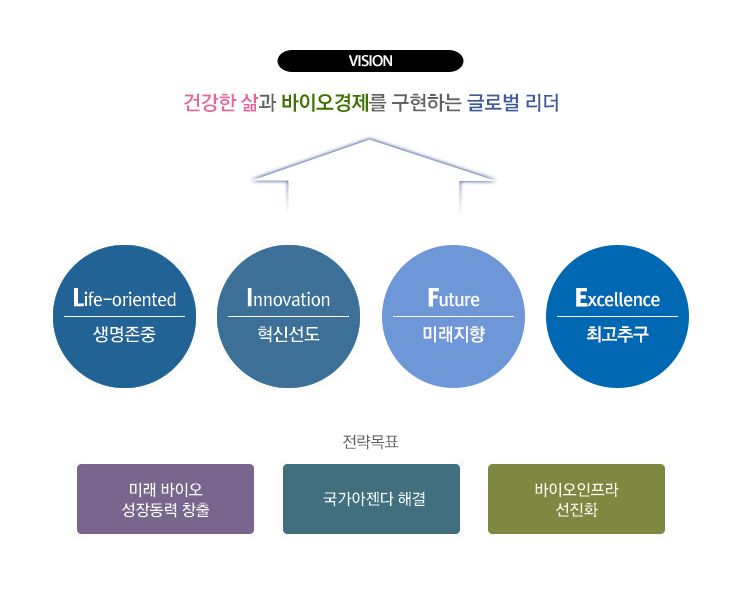 VISION
건강한 삶과 바이오경제를 구현하는 글로벌 리더
Life-oriented
생명존중
Innovation
혁신선도
Future
미래지향
Excellence
최고추구
전략목표
미래 바이오
성장동력 창출
국가아젠다 해결
바이오인프라
선진화